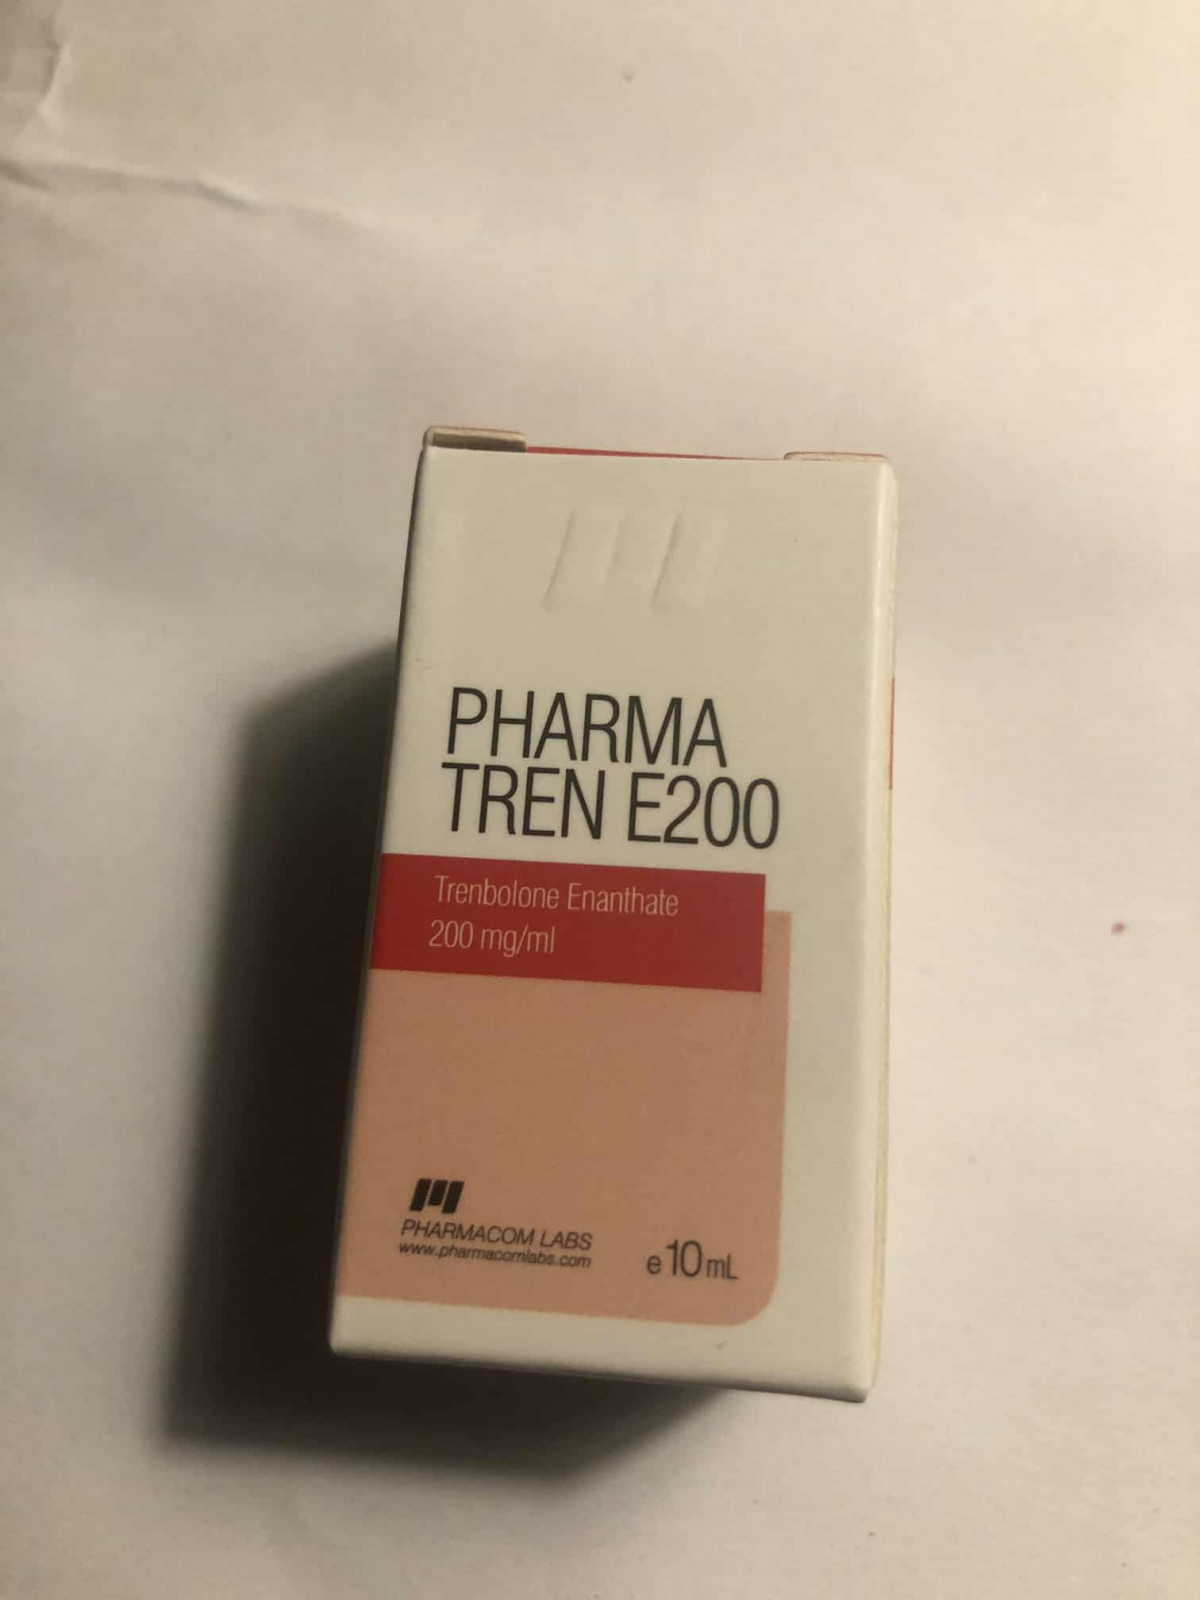 PHARMA
TREN E200
Trenbolone Enanthate
200 mg/ml
PHARMACOM LABS
www.pharmacomlabs.com
e 10 mL